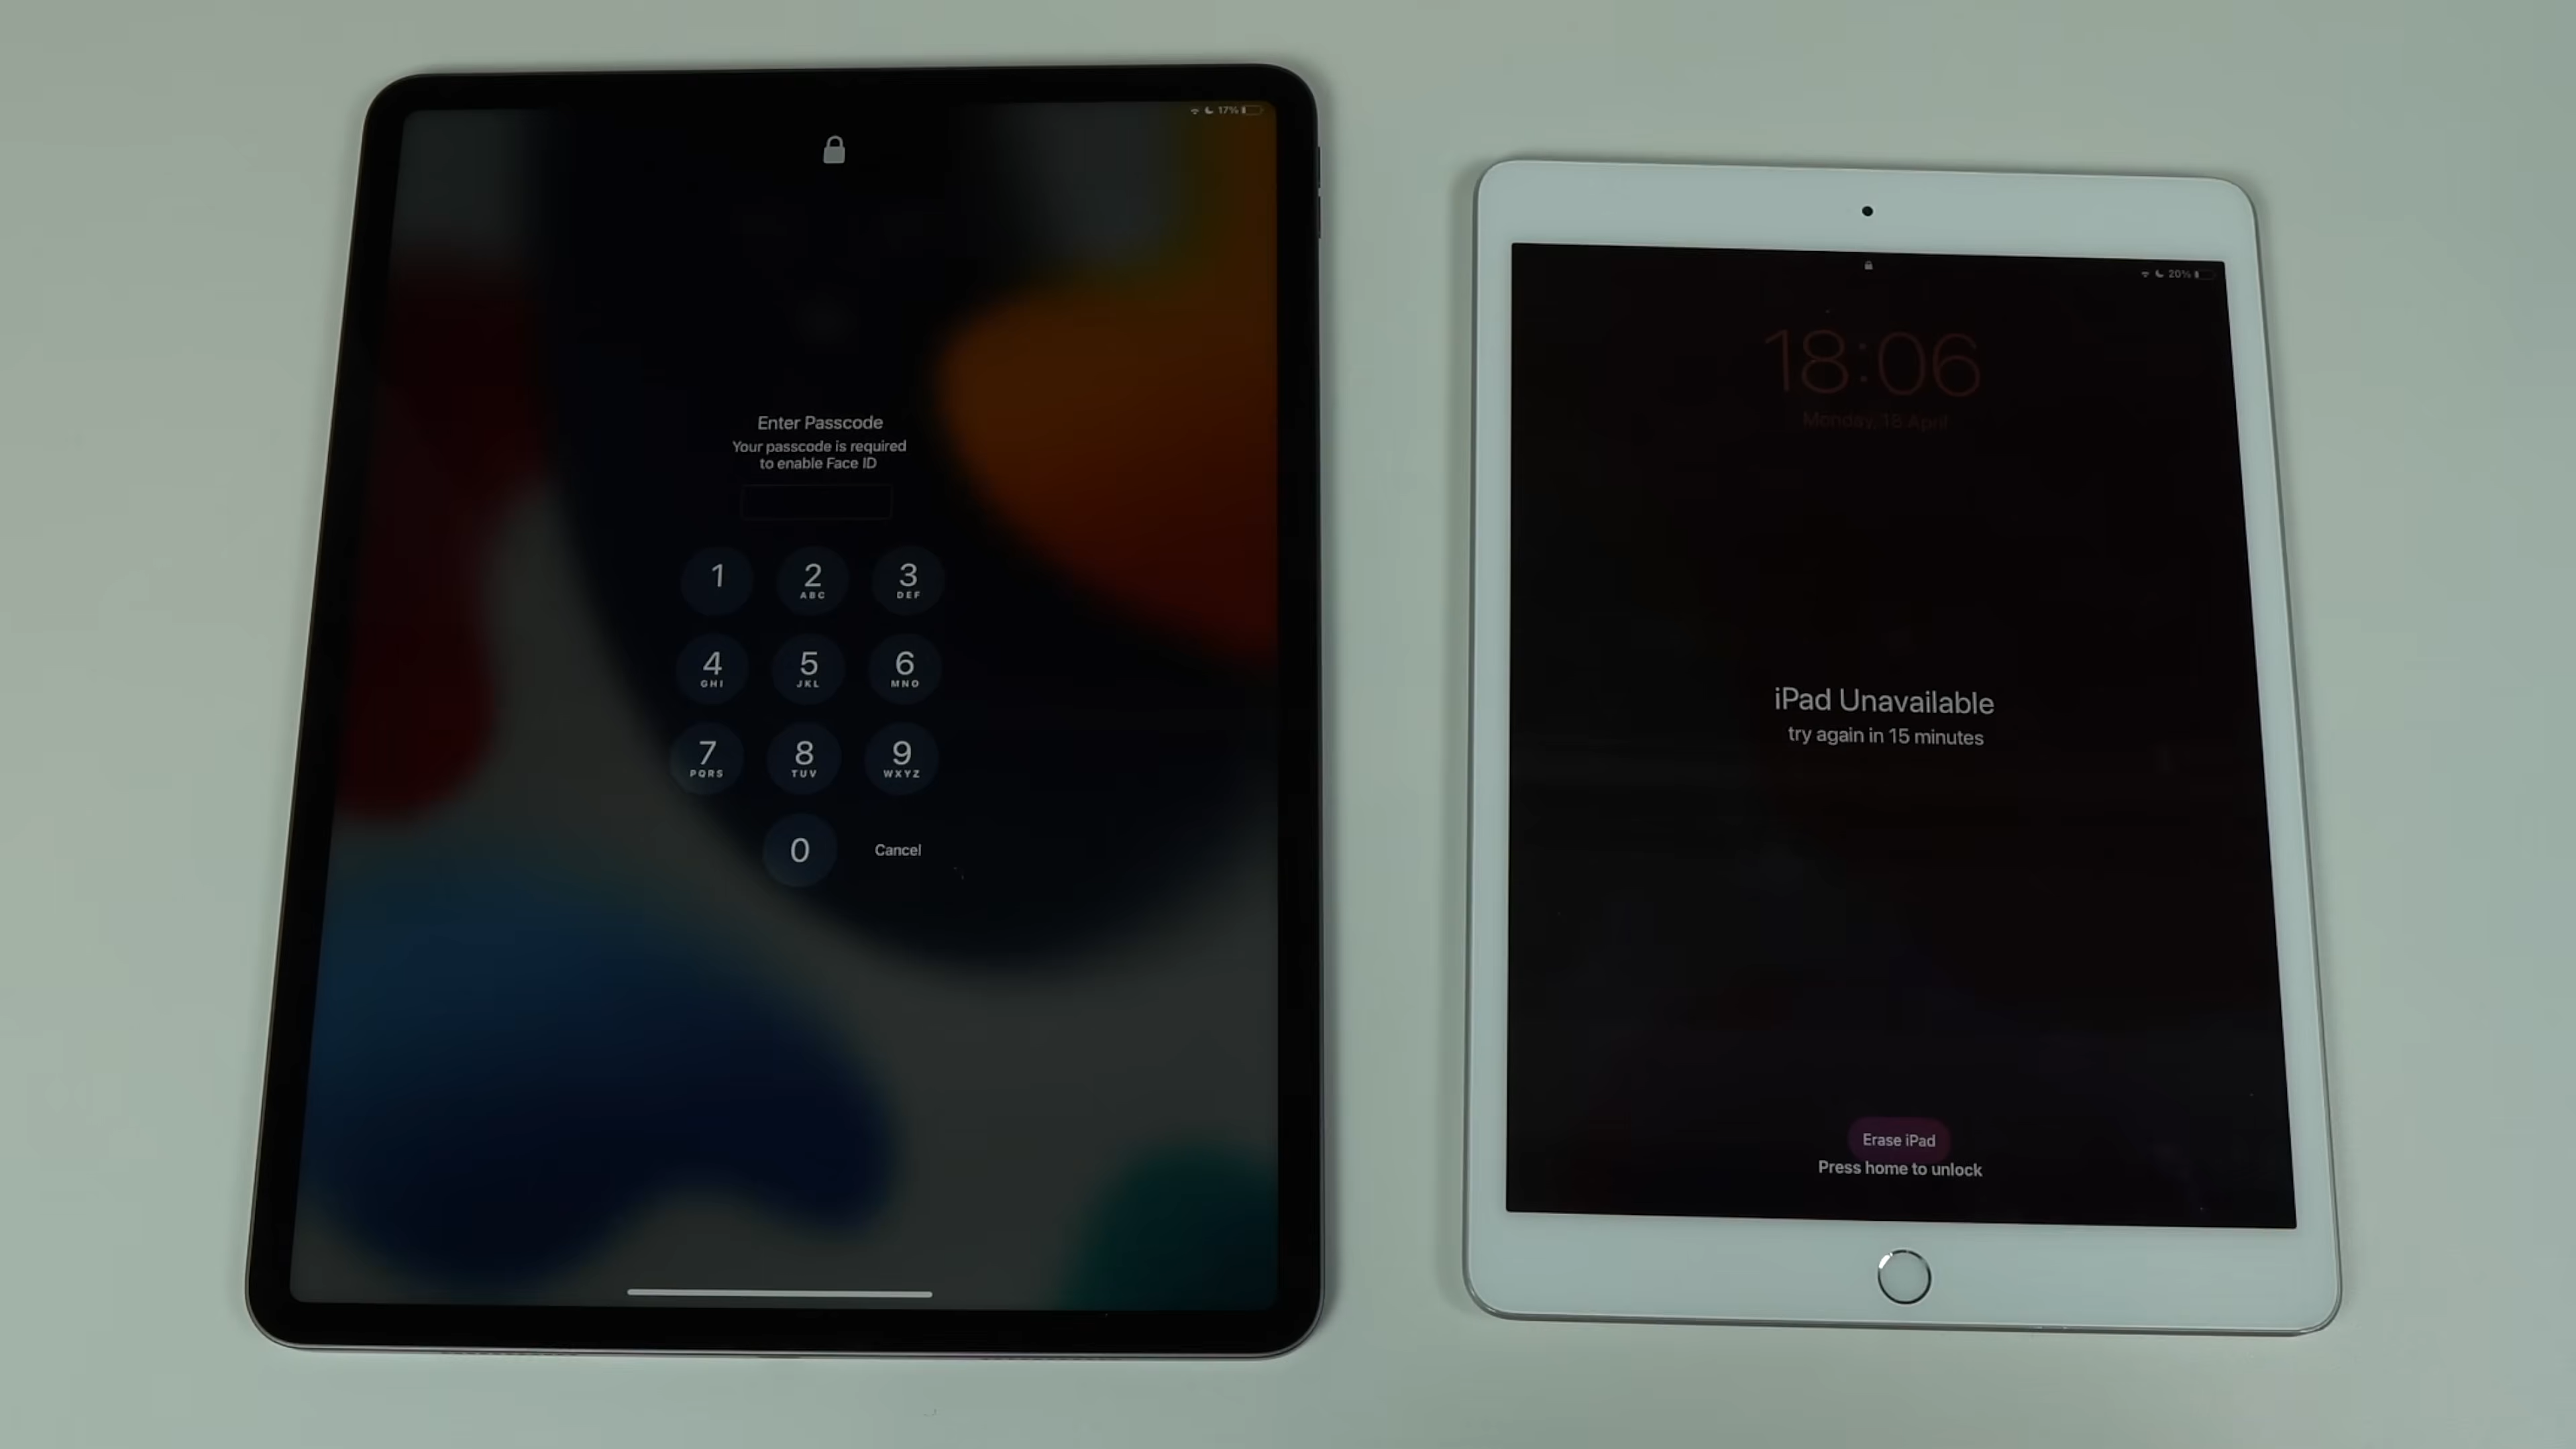 17%
Enter Passcode
Your passcode is required
to enable Face ID
1
2
ABC
3
DEF
4
GHI
5
JKL
6
MNO
7
PQRS
8
TUV
9
WXYZ
0
Cancel
20%
18:06
Monday, 18 April
iPad Unavailable
try again in 15 minutes
Erase iPad
Press home to unlock